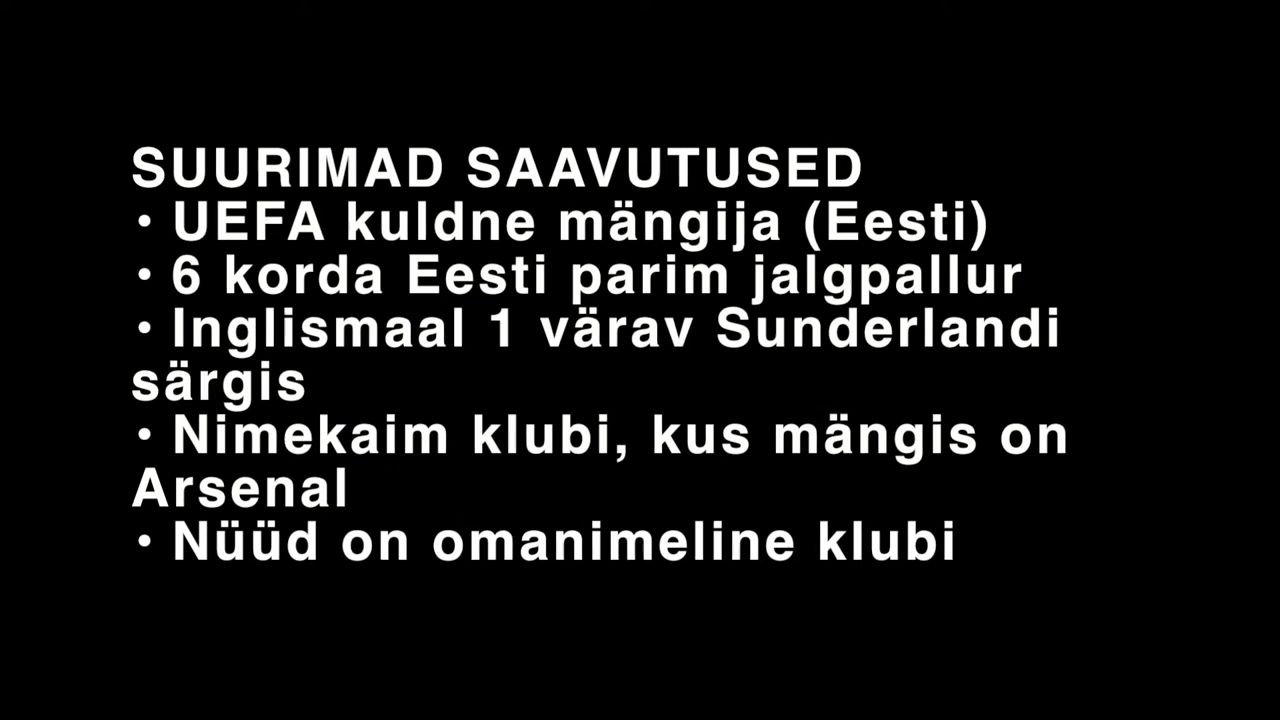 SUURIMAD SAAVUTUSED
• UEFA kuldne mängija (Eesti)
• 6 korda Eesti parim jalgpallur
• Inglismaal 1 värav Sunderlandi
särgis
• Nimekaim klubi, kus mängis on
Arsenal
• Nüüd on omanimeline klubi